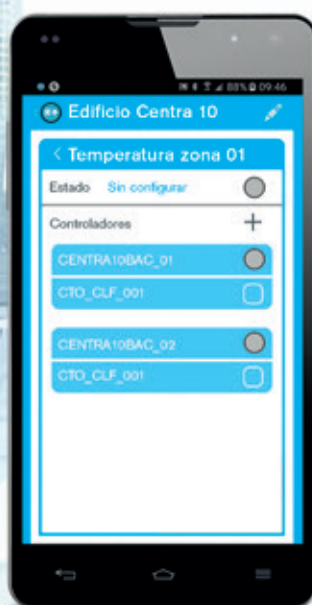 88% 09:46
Edificio Centra 10
< Temperatura zona 01
Estado Sin configurar
Controladores +
CENTRA10BAC_01
CTO_CLF_001
CENTRA10BAC_02
CTO_CLF_001